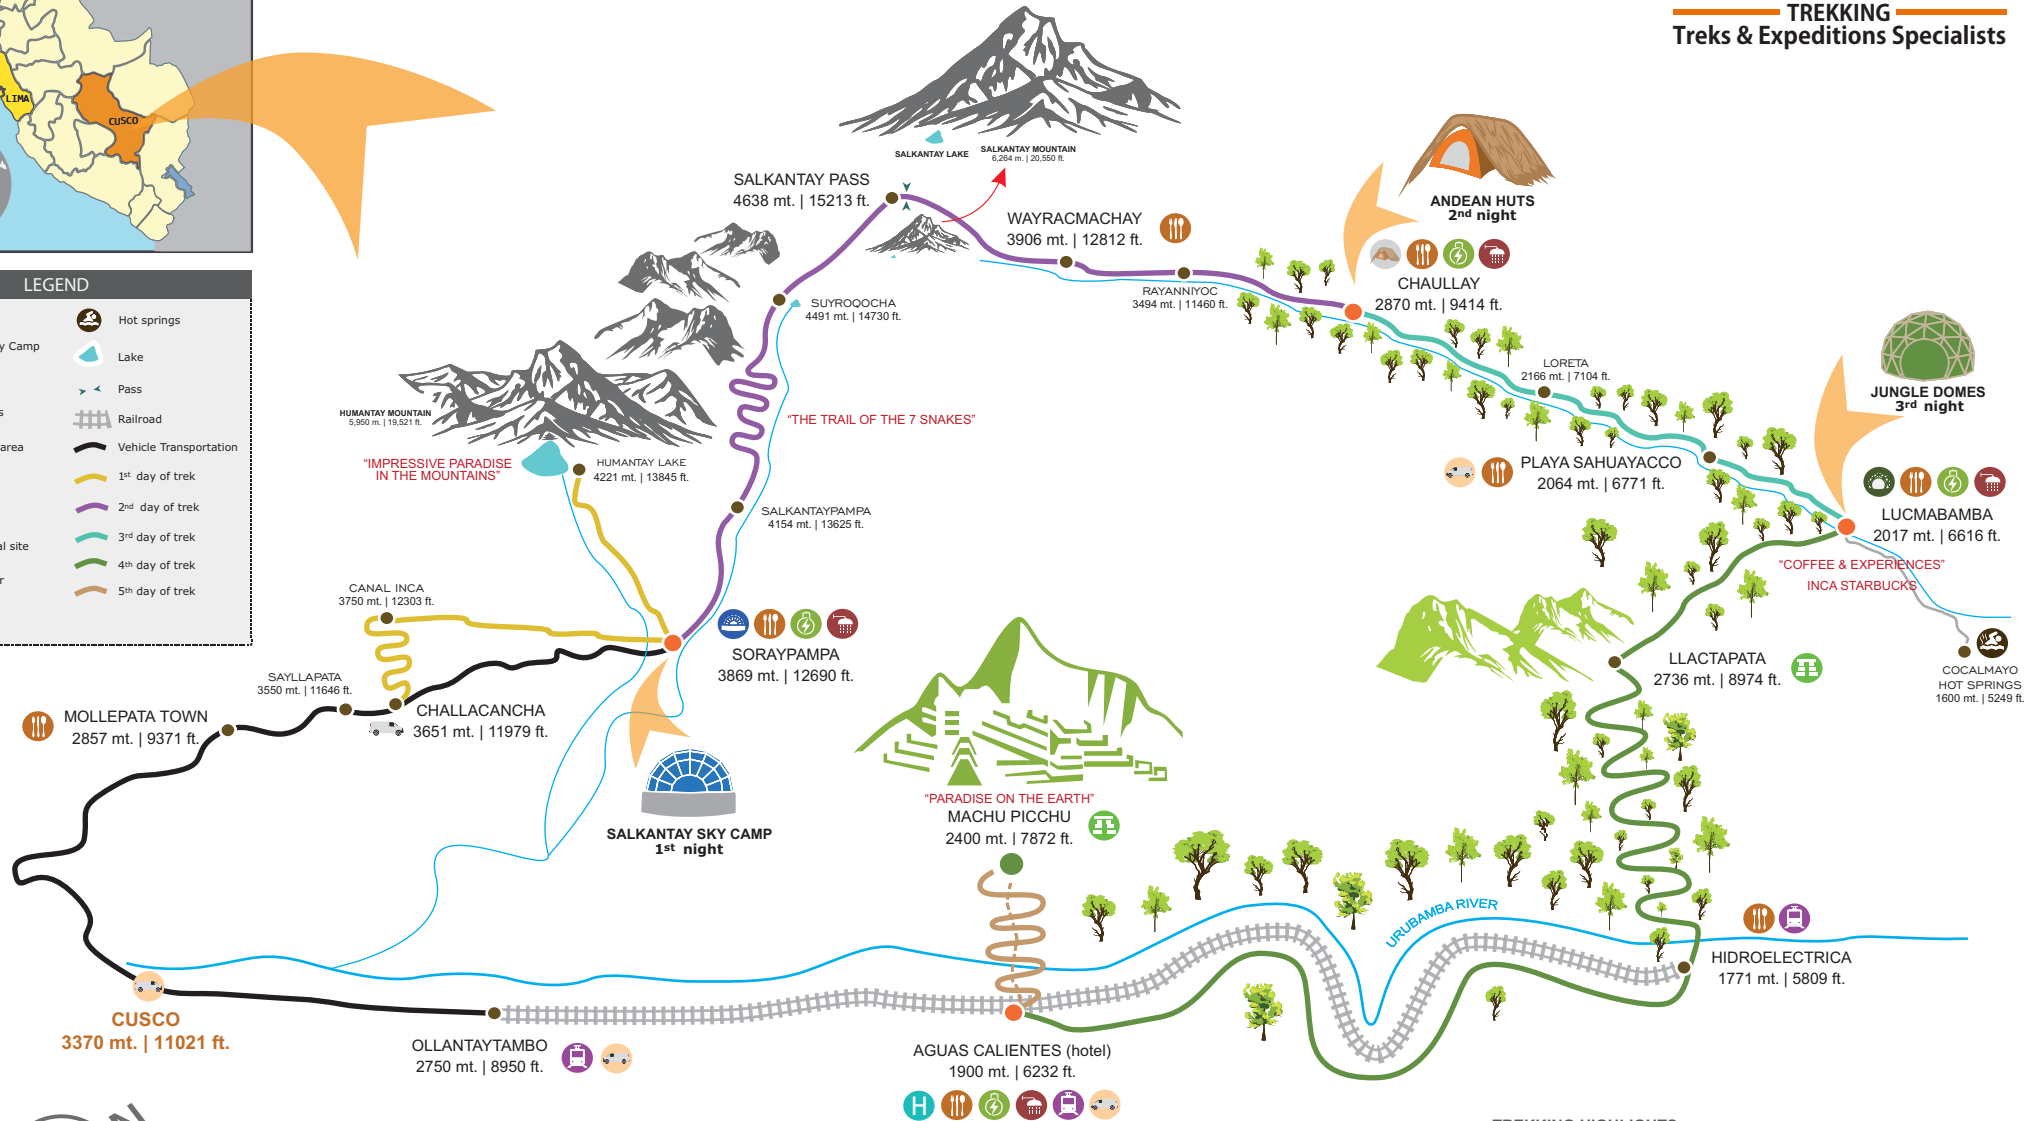 TREKKING
Treks & Expeditions Specialists
LIMA
CUSCO
LEGEND
Hot springs
y Camp
Lake
Pass
s
Railroad
area
Vehicle Transportation
1st day of trek
2nd day of trek
3rd day of trek
al site
4th day of trek
r
5th day of trek
SALKANTAY LAKE
SALKANTAY MOUNTAIN
6,264 m. | 20,550 ft.
SALKANTAY PASS
4638 mt. | 15213 ft.
WAYRACMACHAY
3906 mt. | 12812 ft.
ANDEAN HUTS
2nd night
CHAULLAY
2870 mt. | 9414 ft.
RAYANNIYOC
3494 mt. | 11460 ft.
SUYROQOCHA
4491 mt. | 14730 ft.
LORETA
2166 mt. | 7104 ft.
JUNGLE DOMES
3rd night
HUMANTAY MOUNTAIN
5,950 m. | 19,521 ft.
"THE TRAIL OF THE 7 SNAKES"
"IMPRESSIVE PARADISE
IN THE MOUNTAINS"
HUMANTAY LAKE
4221 mt. | 13845 ft.
PLAYA SAHUAYACCO
2064 mt. | 6771 ft.
SALKANTAYPAMPA
4154 mt. | 13625 ft.
LUCMABAMBA
2017 mt. | 6616 ft.
"COFFEE & EXPERIENCES"
INCA STARBUCKS
CANAL INCA
3750 mt. | 12303 ft.
SORAYPAMPA
3869 mt. | 12690 ft.
LLACTAPATA
2736 mt. | 8974 ft.
COCALMAYO
HOT SPRINGS
1600 mt. | 5249 ft.
SAYLLAPATA
3550 mt. | 11646 ft.
MOLLEPATA TOWN
2857 mt. | 9371 ft.
CHALLACANCHA
3651 mt. | 11979 ft.
SALKANTAY SKY CAMP
1st night
"PARADISE ON THE EARTH"
MACHU PICCHU
2400 mt. | 7872 ft.
URUBAMBA RIVER
HIDROELECTRICA
1771 mt. | 5809 ft.
CUSCO
3370 mt. | 11021 ft.
OLLANTAYTAMBO
2750 mt. | 8950 ft.
AGUAS CALIENTES (hotel)
1900 mt. | 6232 ft.
H
TREKKING HIGHLIGHTS